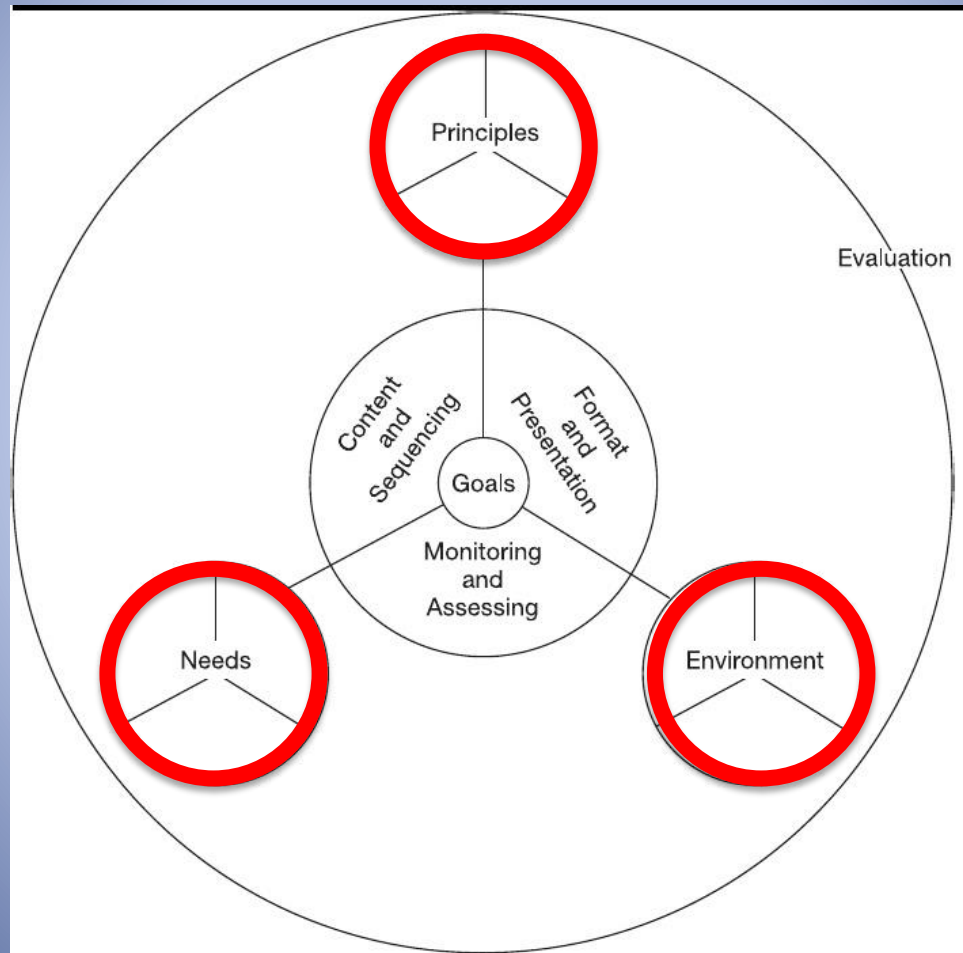 Principles
Evaluation
Content
and
Sequencing
Format
and
Presentation
Goals
Monitoring
and
Assessing
Needs
Environment